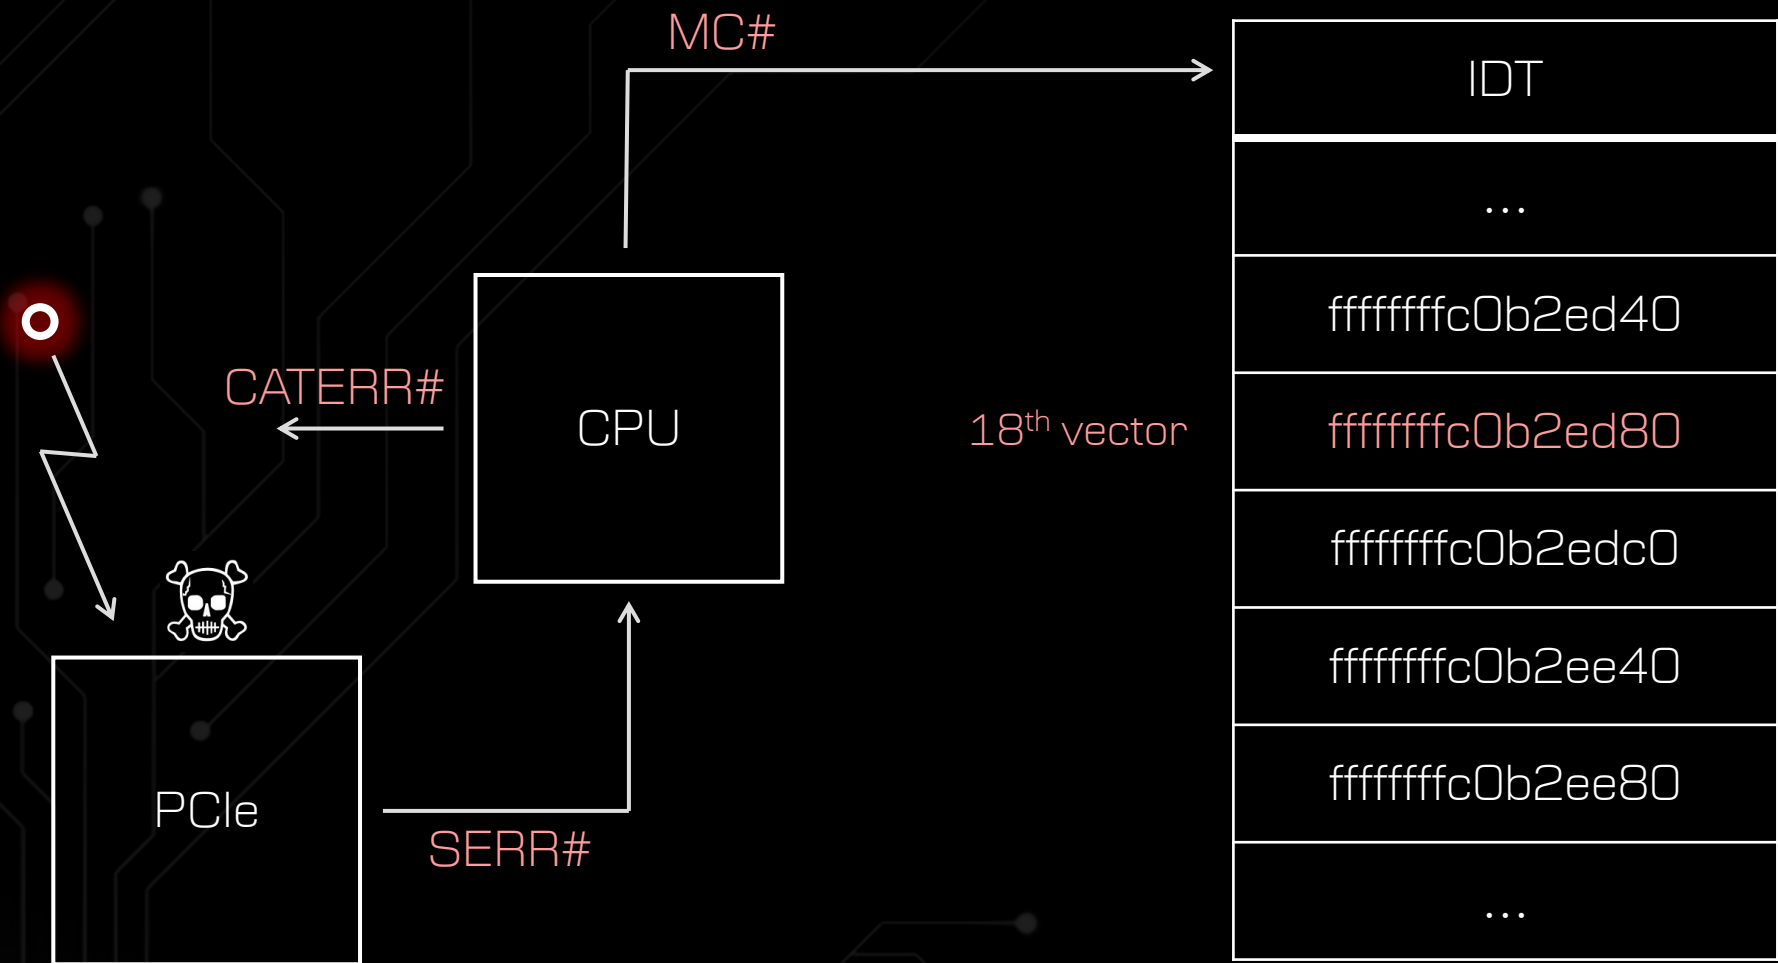 MC#
IDT
...
ffffffffc0b2ed40
CATERR#
CPU
18th vector
ffffffffc0b2ed80
ffffffffc0b2edc0
ffffffffc0b2ee40
PCIe
ffffffffc0b2ee80
SERR#
...